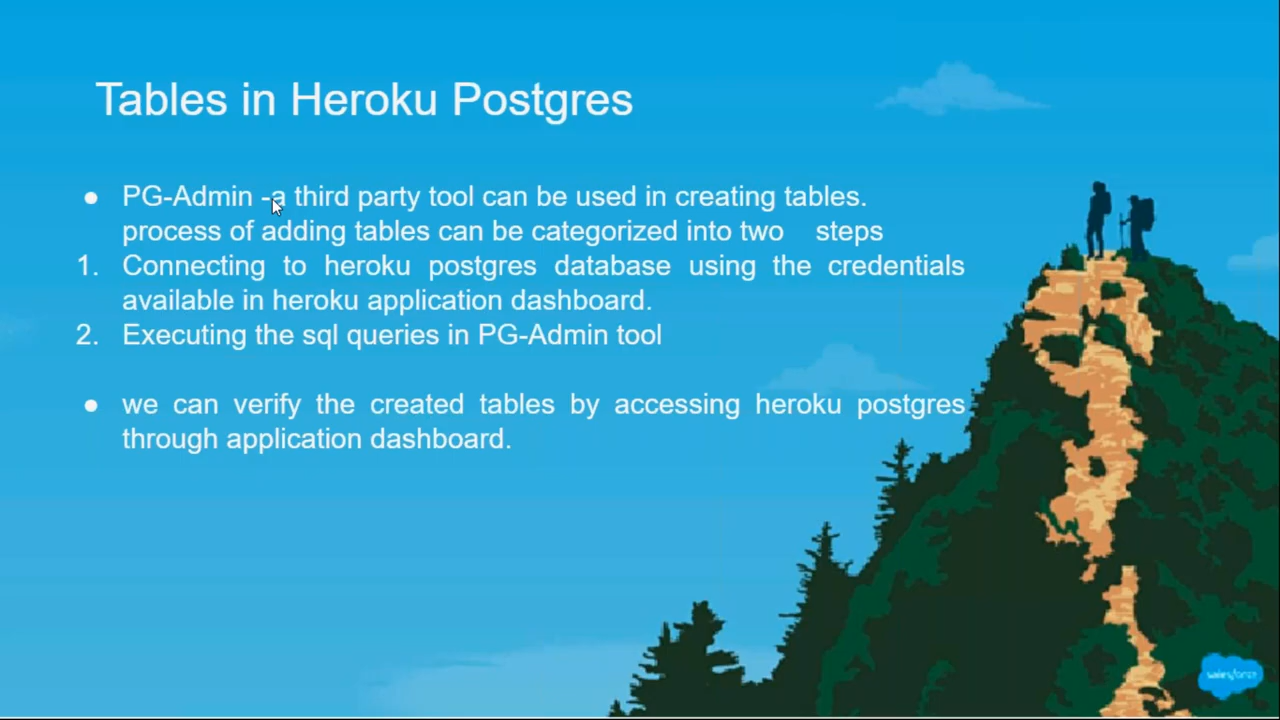 Tables in Heroku Postgres
● PG-Admin -a third party tool can be used in creating tables.
process of adding tables can be categorized into two steps
1. Connecting to heroku postgres database using the credentials
available in heroku application dashboard.
2. Executing the sql queries in PG-Admin tool
● we can verify the created tables by accessing heroku postgres
through application dashboard.
salesforce